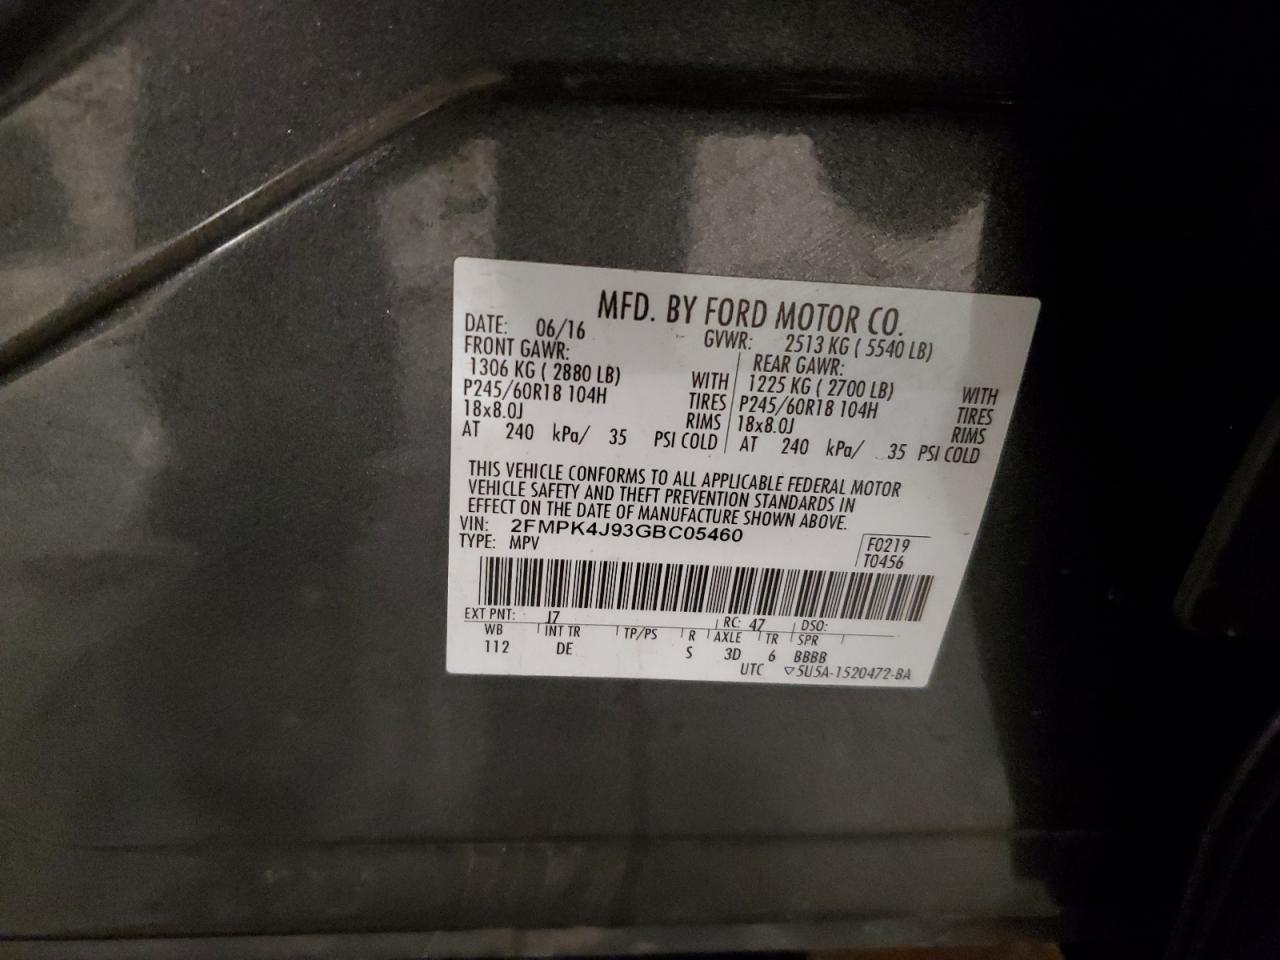 MFD. BY FORD MOTOR CO.
DATE: 06/16 GVWR: 2513 KG ( 5540 LB)
FRONT GAWR: REAR GAWR:
1306 KG ( 2880 LB) WITH 1225 KG ( 2700 LB) WITH
P245/60R18 104H TIRES P245/60R18 104H TIRES
18x8.0J RIMS 18x8.0J RIMS
AT 240 kPa/ 35 PSI COLD AT 240 kPa/ 35 PSI COLD
THIS VEHICLE CONFORMS TO ALL APPLICABLE FEDERAL MOTOR
VEHICLE SAFETY AND THEFT PREVENTION STANDARDS IN
EFFECT ON THE DATE OF MANUFACTURE SHOWN ABOVE.
VIN: 2FMPK4J93GBC05460
TYPE: MPV F0219
T0456
EXT PNT: J7 RC: 47 DSO:
WB INT TR TP/PS R AXLE TR SPR
112 DE S 3D 6 BBBB
UTC ▽5U5A-1520472-BA